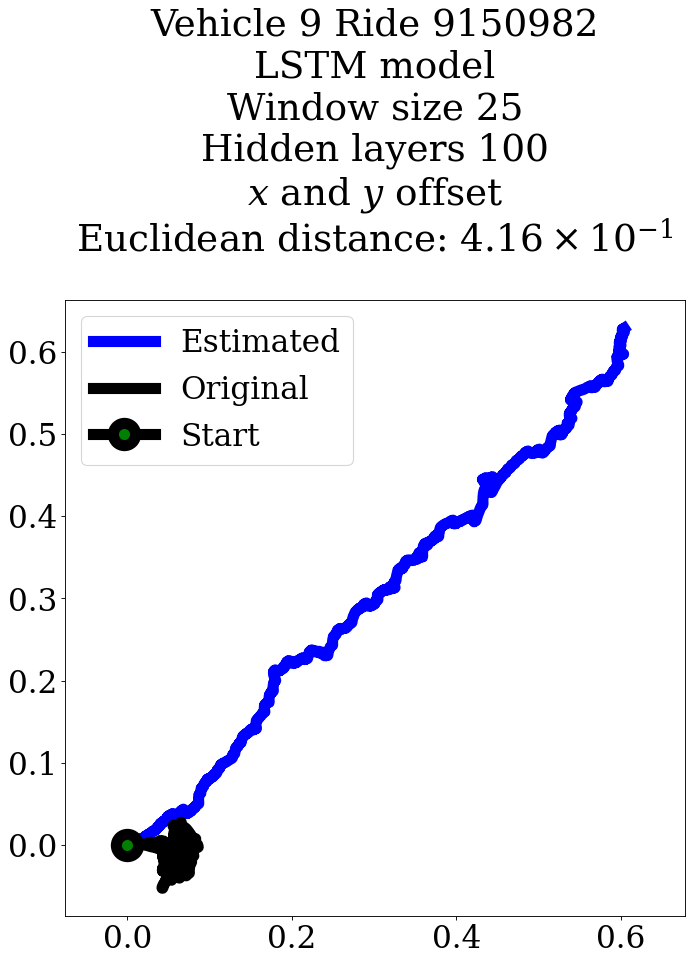 Vehicle 9 Ride 9150982
LSTM model
Window size 25
Hidden layers 100
x and y offset
Euclidean distance: 4.16 × 10⁻¹
Estimated
Original
Start
0.6
0.5
0.4
0.3
0.2
0.1
0.0
0.0 0.2 0.4 0.6